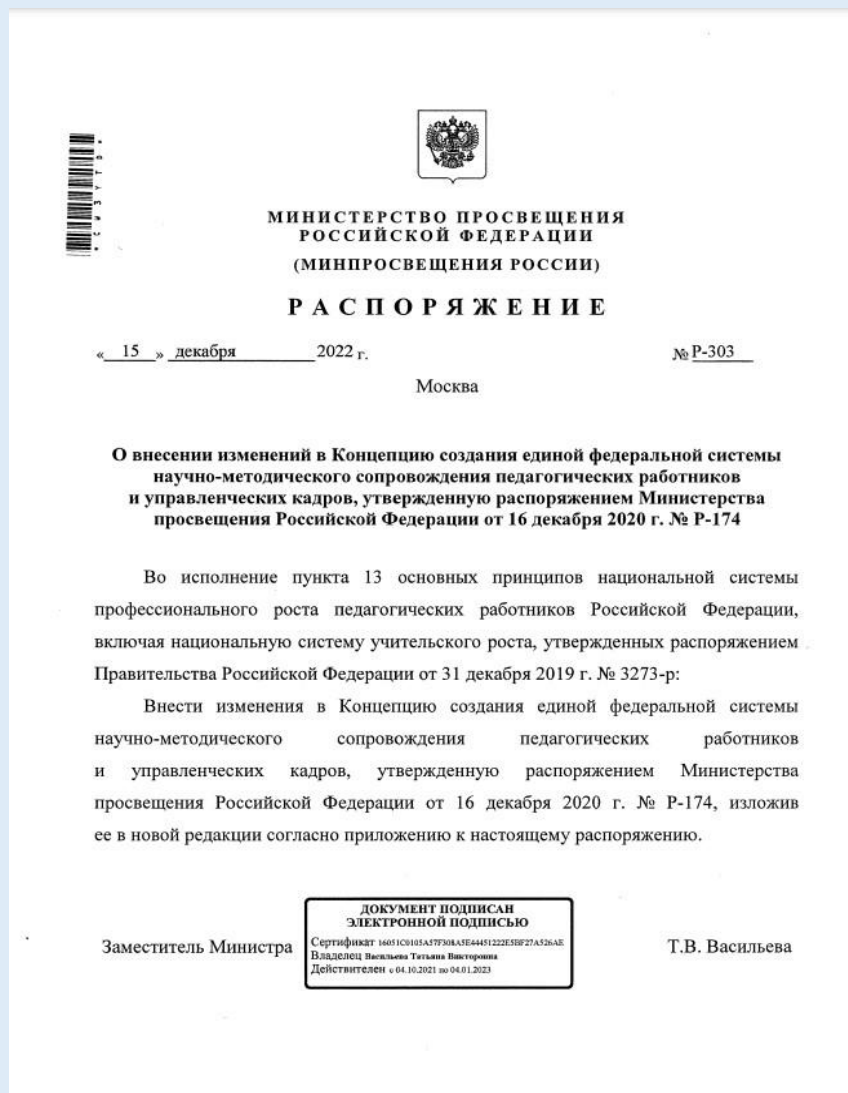 МИНИСТЕРСТВО ПРОСВЕЩЕНИЯ
РОССИЙСКОЙ ФЕДЕРАЦИИ
(МИНПРОСВЕЩЕНИЯ РОССИИ)
РАСПОРЯЖЕНИЕ
« 15 » декабря 2022 г. № Р-303
Москва
О внесении изменений в Концепцию создания единой федеральной системы
научно-методического сопровождения педагогических работников
и управленческих кадров, утвержденную распоряжением Министерства
просвещения Российской Федерации от 16 декабря 2020 г. № Р-174
Во исполнение пункта 13 основных принципов национальной системы
профессионального роста педагогических работников Российской Федерации,
включая национальную систему учительского роста, утвержденных распоряжением
Правительства Российской Федерации от 31 декабря 2019 г. № 3273-р:
Внести изменения в Концепцию создания единой федеральной системы
научно-методического сопровождения педагогических работников
и управленческих кадров, утвержденную распоряжением Министерства
просвещения Российской Федерации от 16 декабря 2020 г. № Р-174, изложив
ее в новой редакции согласно приложению к настоящему распоряжению.
ДОКУМЕНТ ПОДПИСАН
ЭЛЕКТРОННОЙ ПОДПИСЬЮ
Сертификат
Владелец Васильева Татьяна Викторовна
Действителен с 04.10.2021 по 04.01.2023
Заместитель Министра
Т.В. Васильева